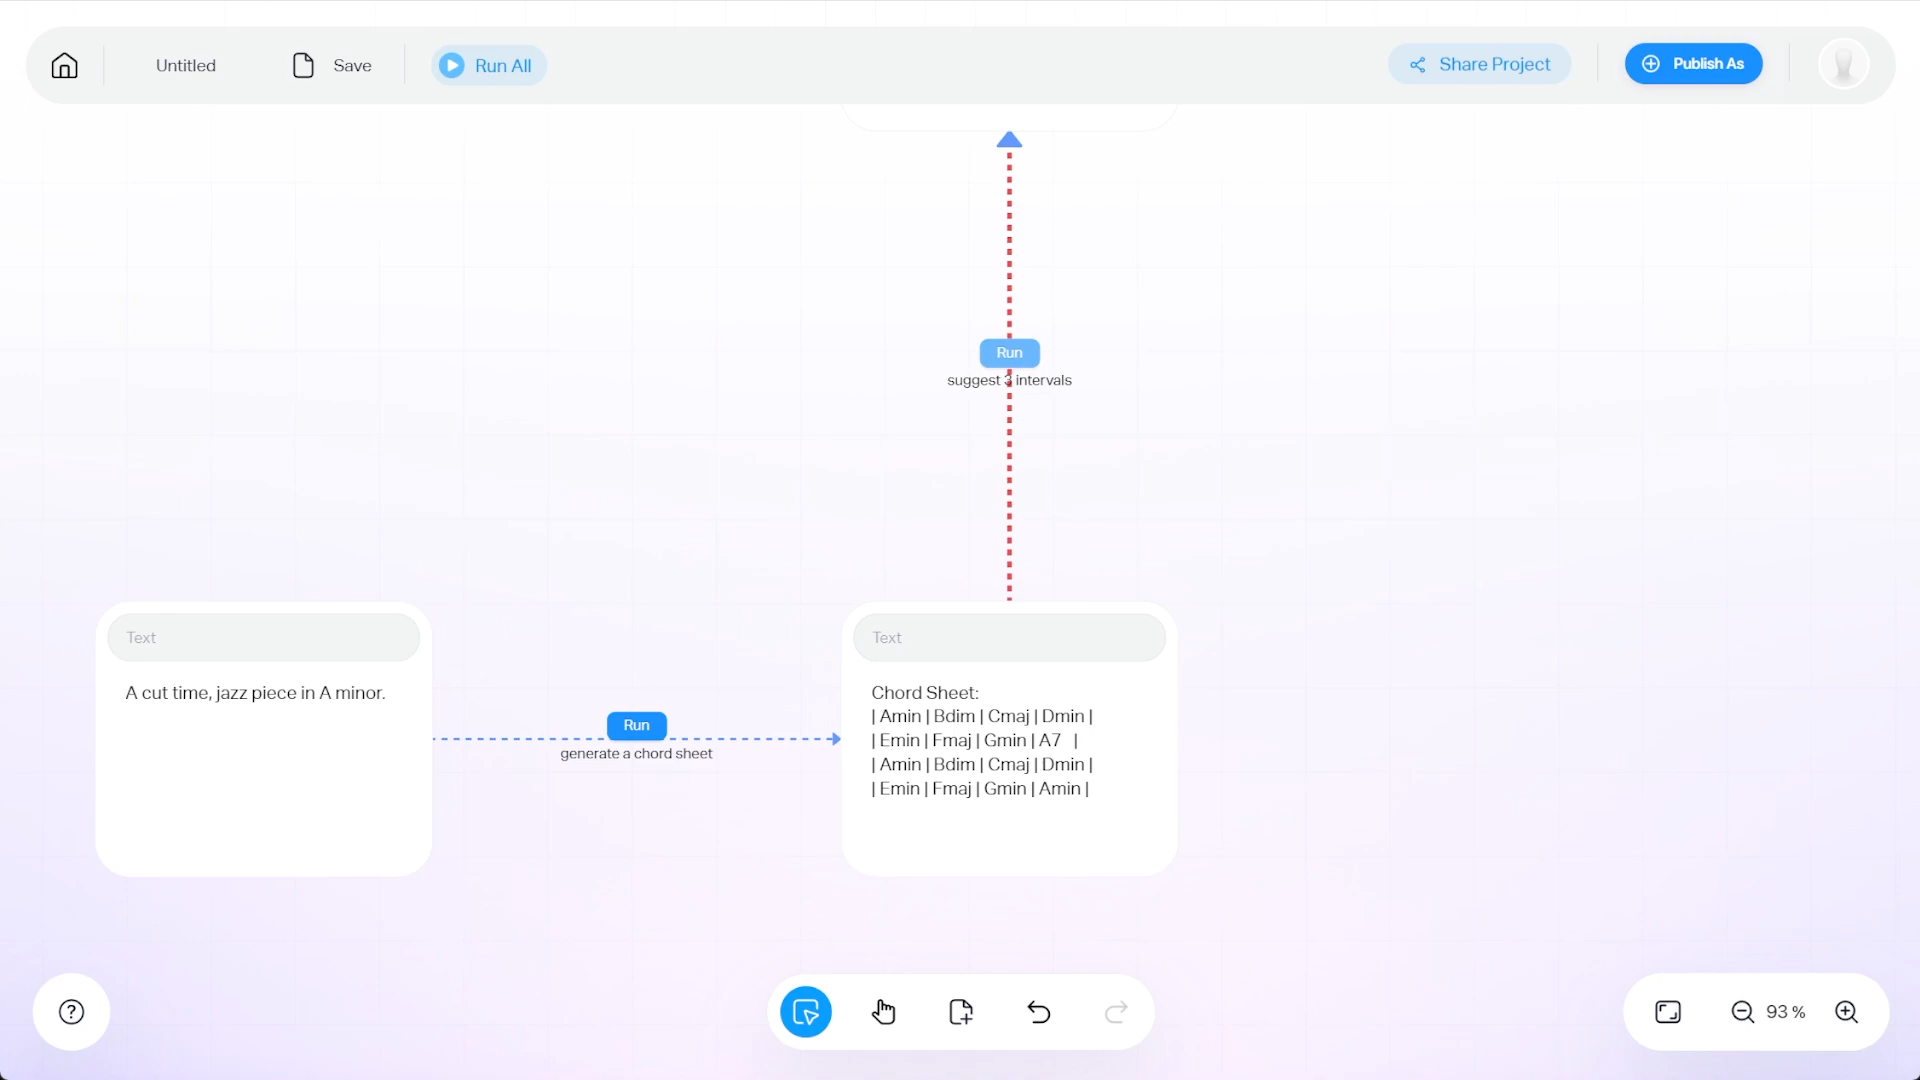 Untitled
Save
Run All
Share Project
Publish As
Run
suggest 3 intervals
Text
A cut time, jazz piece in A minor.
Run
generate a chord sheet
Text
Chord Sheet:
| Amin | Bdim | Cmaj | Dmin |
| Emin | Fmaj | Gmin | A7   |
| Amin | Bdim | Cmaj | Dmin |
| Emin | Fmaj | Gmin | Amin |
93 %